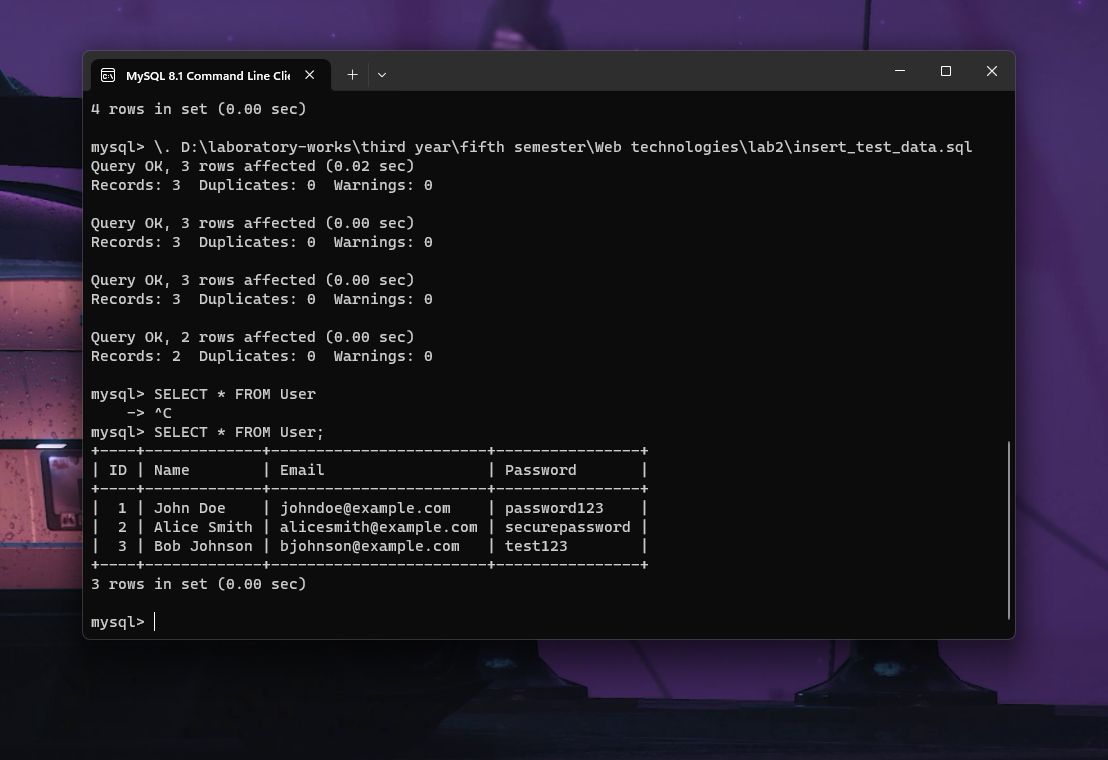 MySQL 8.1 Command Line Clie
4 rows in set (0.00 sec)
mysql> \. D:\laboratory-works\third year\fifth semester\Web technologies\lab2\insert_test_data.sql
Query OK, 3 rows affected (0.02 sec)
Records: 3  Duplicates: 0  Warnings: 0
Query OK, 3 rows affected (0.00 sec)
Records: 3  Duplicates: 0  Warnings: 0
Query OK, 3 rows affected (0.00 sec)
Records: 3  Duplicates: 0  Warnings: 0
Query OK, 2 rows affected (0.00 sec)
Records: 2  Duplicates: 0  Warnings: 0
mysql> SELECT * FROM User
    -> ^C
mysql> SELECT * FROM User;
+----+-------------+------------------------+----------------+
| ID | Name        | Email                  | Password       |
+----+-------------+------------------------+----------------+
|  1 | John Doe    | johndoe@example.com    | password123    |
|  2 | Alice Smith | alicesmith@example.com | securepassword |
|  3 | Bob Johnson | bjohnson@example.com   | test123        |
+----+-------------+------------------------+----------------+
3 rows in set (0.00 sec)
mysql>